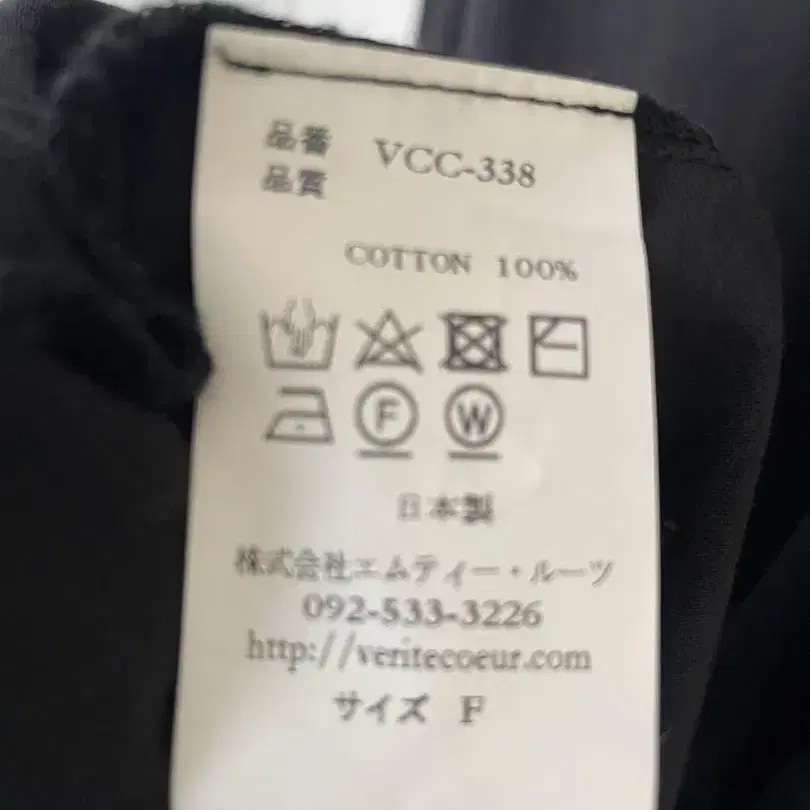 品番 VCC-338
品質
COTTON 100%
F W
日本製
株式会社エムティー・ルーツ
092-533-3226
http://veritecoeur.com
サイズ F